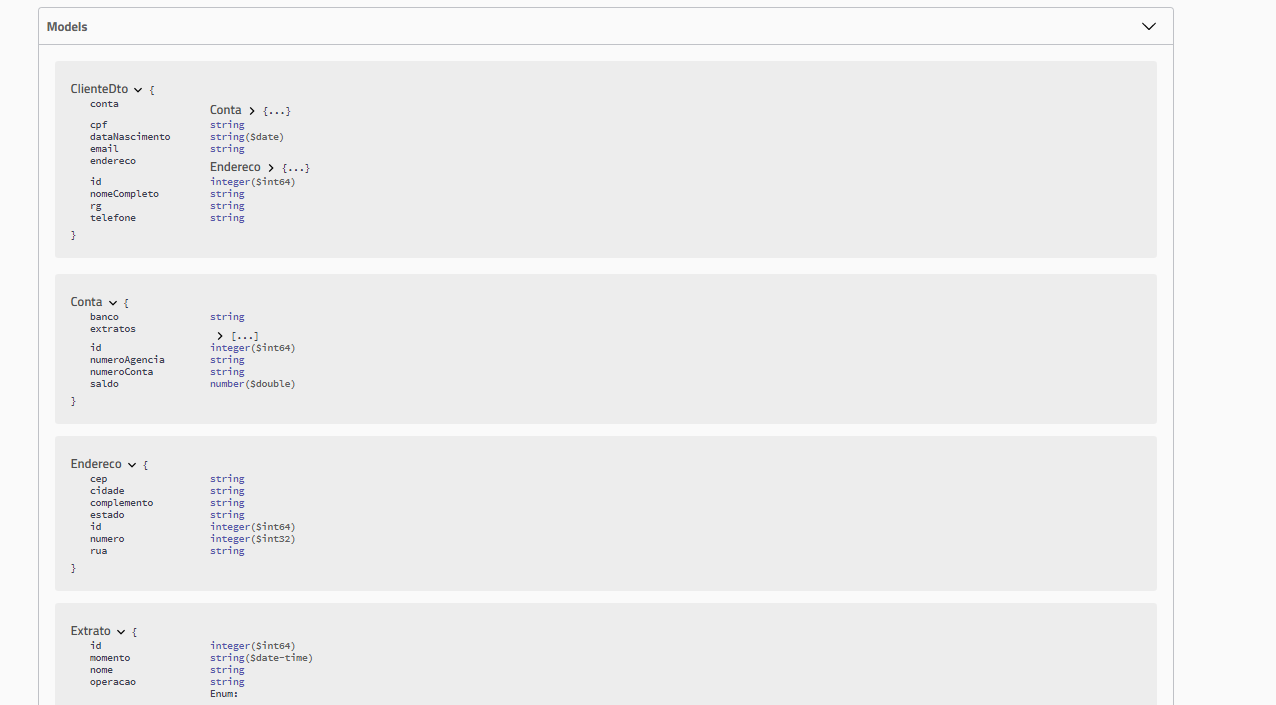 Models
ClienteDto {
conta Conta {...}
cpf string
dataNascimento string($date)
email string
endereco Endereco {...}
id integer($int64)
nomeCompleto string
rg string
telefone string
}
Conta {
banco string
extratos [...]
id integer($int64)
numeroAgencia string
numeroConta string
saldo number($double)
}
Endereco {
cep string
cidade string
complemento string
estado string
id integer($int64)
numero integer($int32)
rua string
}
Extrato {
id integer($int64)
momento string($date-time)
nome string
operacao string
Enum: